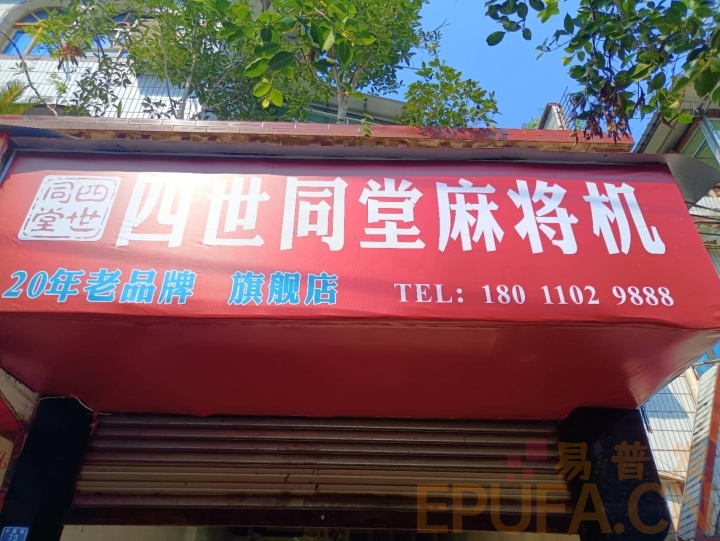 四世同堂
四世同堂麻将机
20年老品牌 旗舰店 TEL: 180 1102 9888
易普
EPUFA.CN